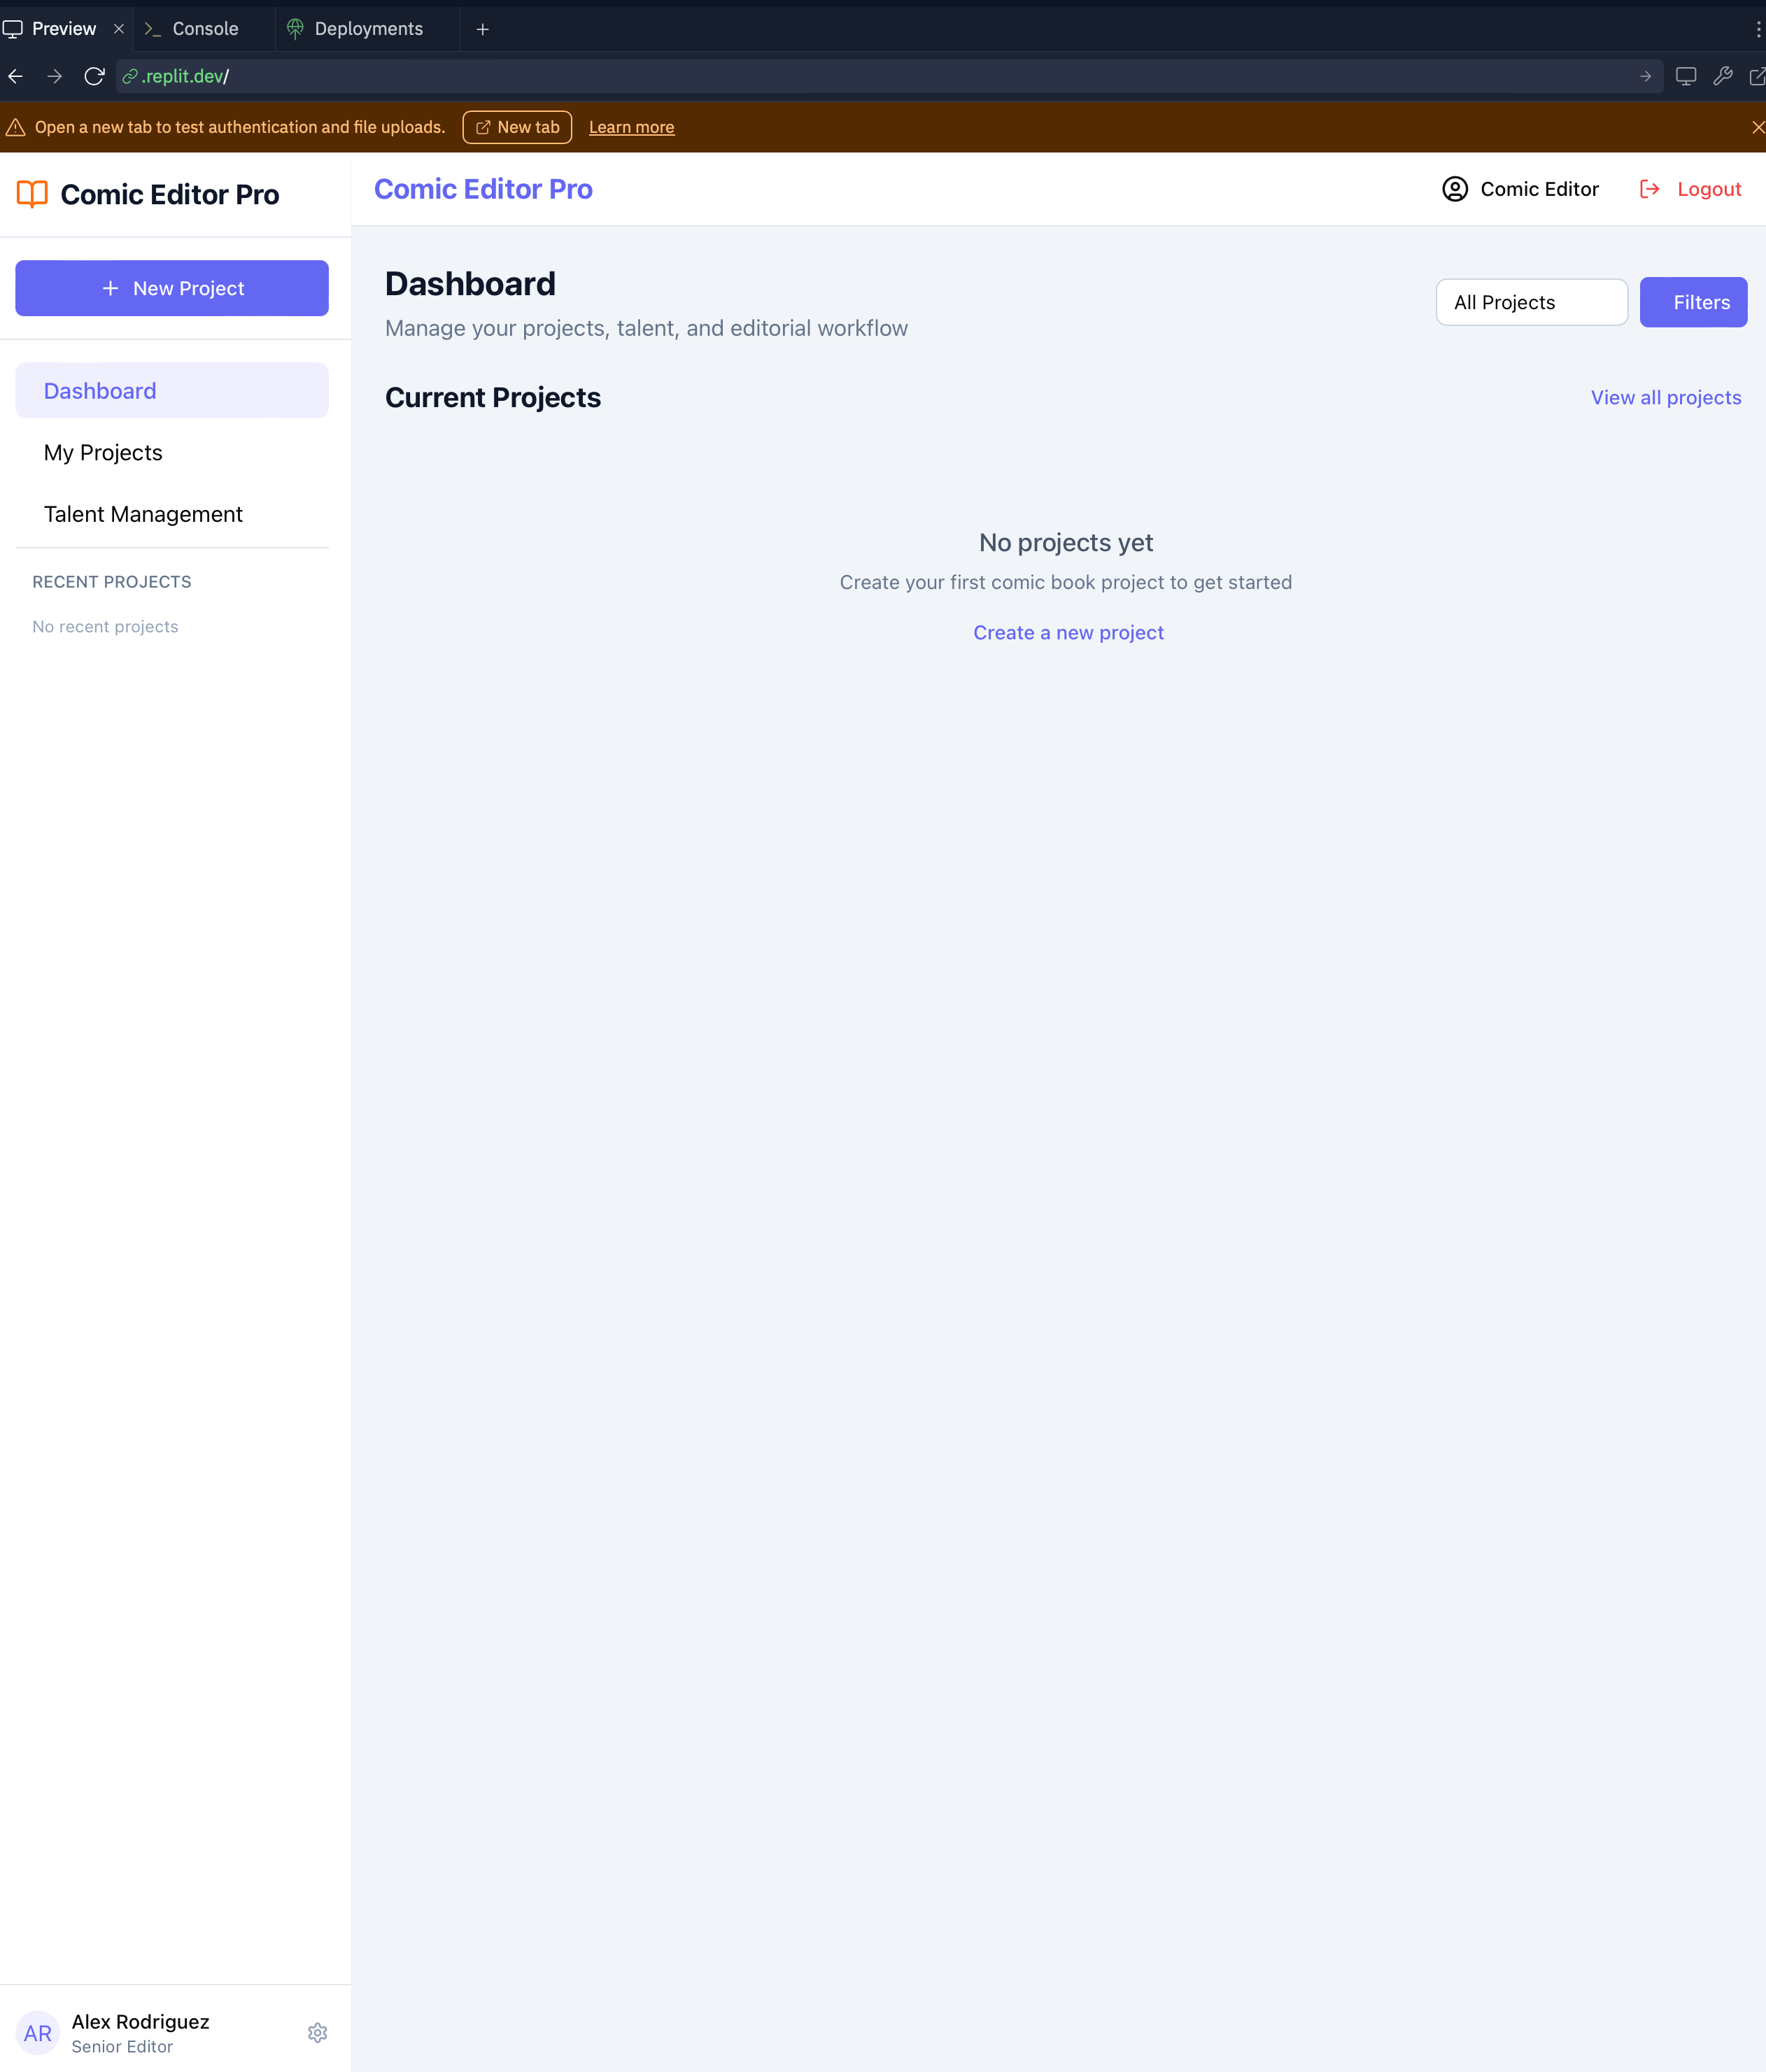 Preview
Console
Deployments
.replit.dev/
Open a new tab to test authentication and file uploads.
New tab
Learn more
Comic Editor Pro
Comic Editor Pro
Comic Editor
Logout
New Project
Dashboard
My Projects
Talent Management
RECENT PROJECTS
No recent projects
Dashboard
Manage your projects, talent, and editorial workflow
All Projects
Filters
Current Projects
View all projects
No projects yet
Create your first comic book project to get started
Create a new project
AR
Alex Rodriguez
Senior Editor